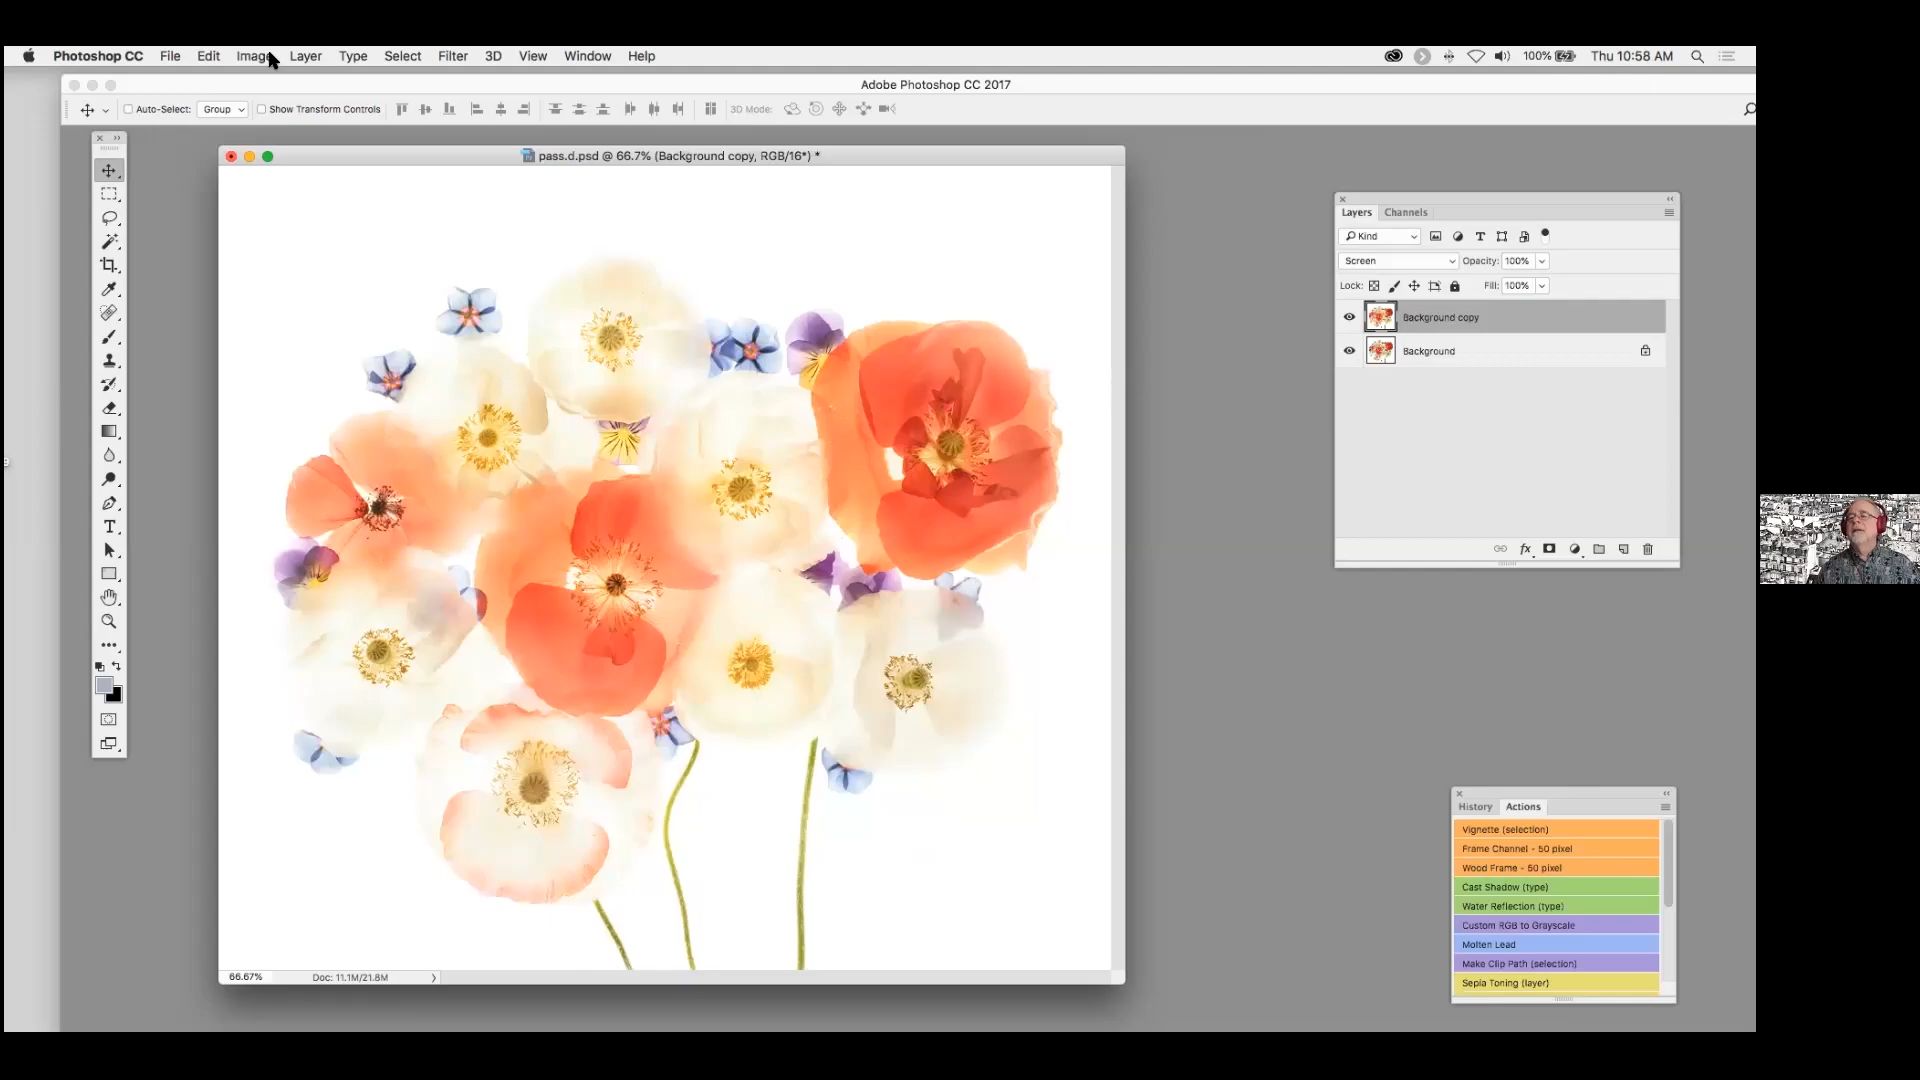 Photoshop CC File Edit Image Layer Type Select Filter 3D View Window Help 100% Thu 10:58 AM
Adobe Photoshop CC 2017
Auto-Select: Group Show Transform Controls 3D Mode:
pass.d.psd @ 66.7% (Background copy, RGB/16*) *
Layers Channels
Kind
Screen Opacity: 100%
Lock: Fill: 100%
Background copy
Background
fx
History Actions
Vignette (selection)
Frame Channel - 50 pixel
Wood Frame - 50 pixel
Cast Shadow (type)
Water Reflection (type)
Custom RGB to Grayscale
Molten Lead
Make Clip Path (selection)
Sepia Toning (layer)
66.67% Doc: 11.1M/21.8M